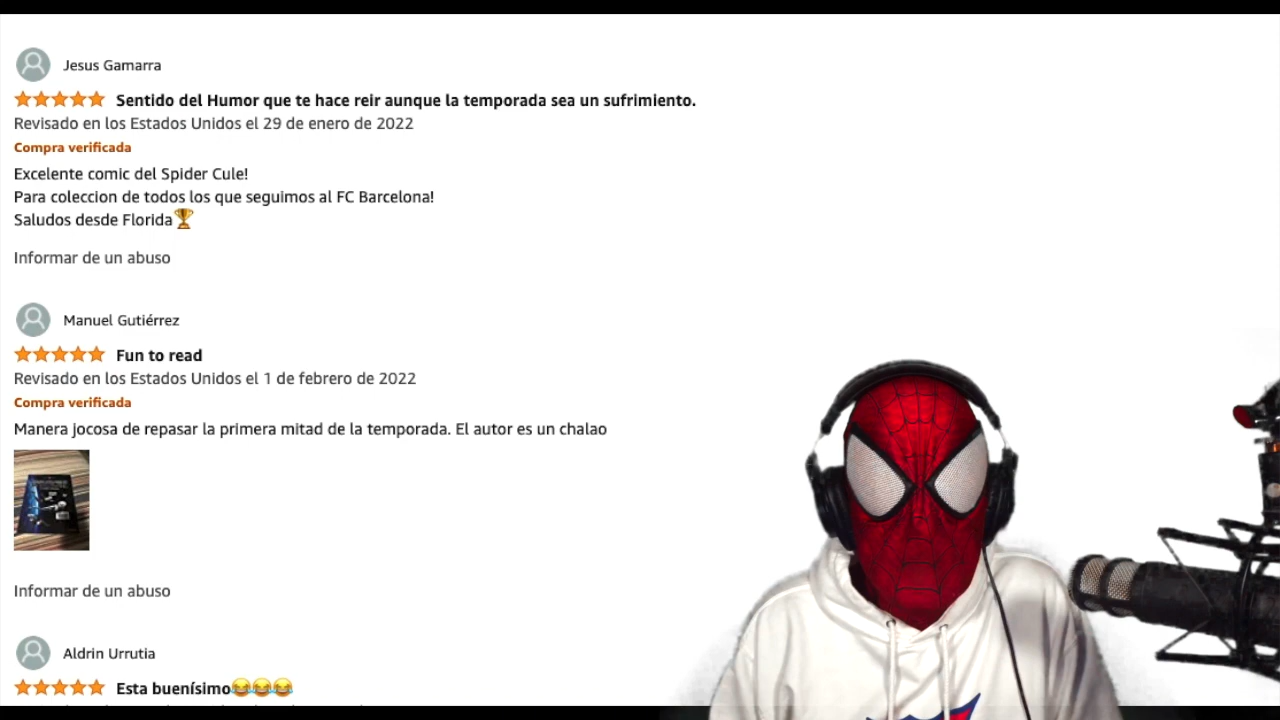 Jesus Gamarra
Sentido del Humor que te hace reir aunque la temporada sea un sufrimiento.
Revisado en los Estados Unidos el 29 de enero de 2022
Compra verificada
Excelente comic del Spider Cule!
Para coleccion de todos los que seguimos al FC Barcelona!
Saludos desde Florida🏆
Informar de un abuso
Manuel Gutiérrez
Fun to read
Revisado en los Estados Unidos el 1 de febrero de 2022
Compra verificada
Manera jocosa de repasar la primera mitad de la temporada. El autor es un chalao
Informar de un abuso
Aldrin Urrutia
Esta buenísimo😂😂😂